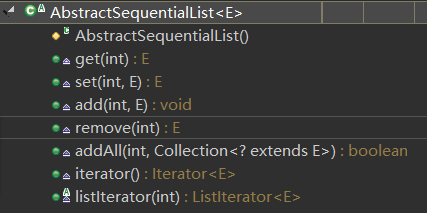 AbstractSequentialList<E>
AbstractSequentialList()
get(int) : E
set(int, E) : E
add(int, E) : void
remove(int) : E
addAll(int, Collection<? extends E>) : boolean
iterator() : Iterator<E>
listIterator(int) : ListIterator<E>